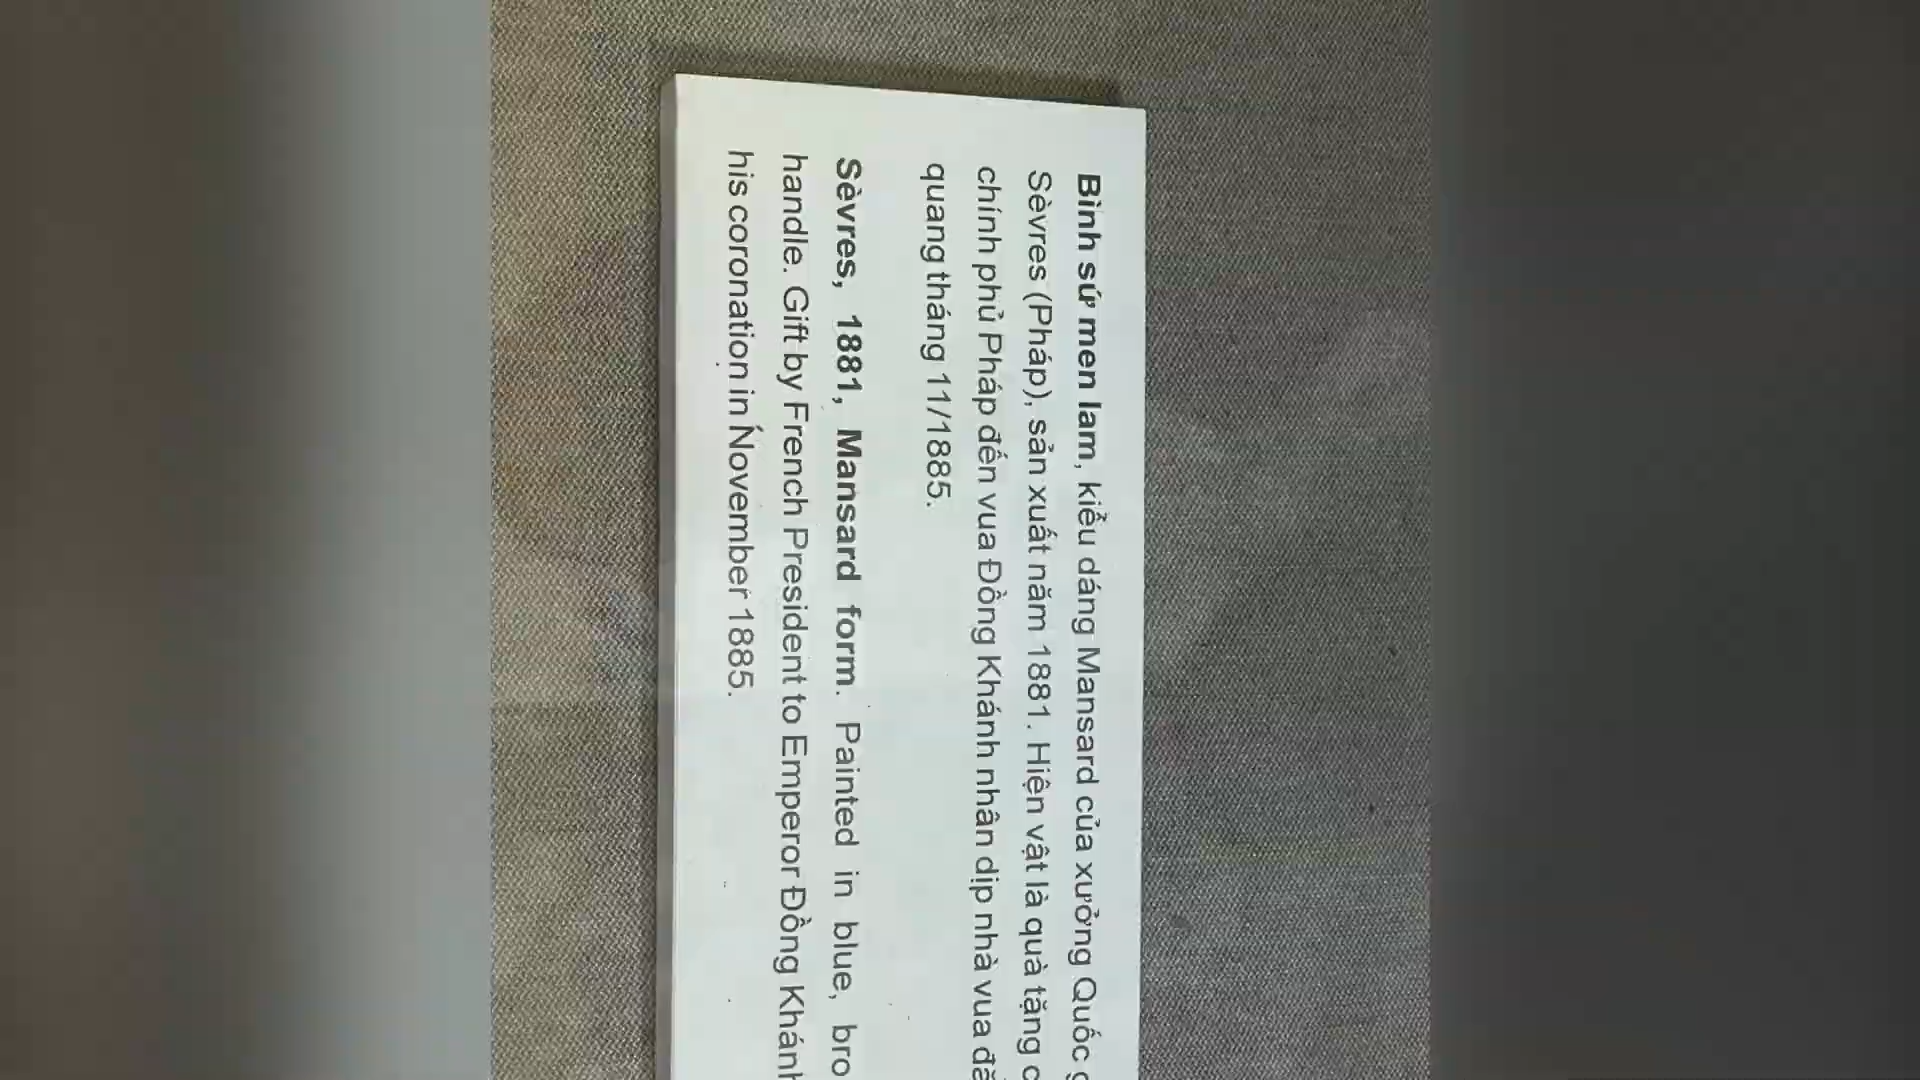 Bình sứ men lam, kiểu dáng Mansard của xưởng Quốc
Sèvres (Pháp), sản xuất năm 1881. Hiện vật là quà tặng
chính phủ Pháp đến vua Đồng Khánh nhân dịp nhà vua
quang tháng 11/1885.
Sèvres, 1881, Mansard form. Painted in blue,
handle. Gift by French President to Emperor Đồng Khánh
his coronation in November 1885.